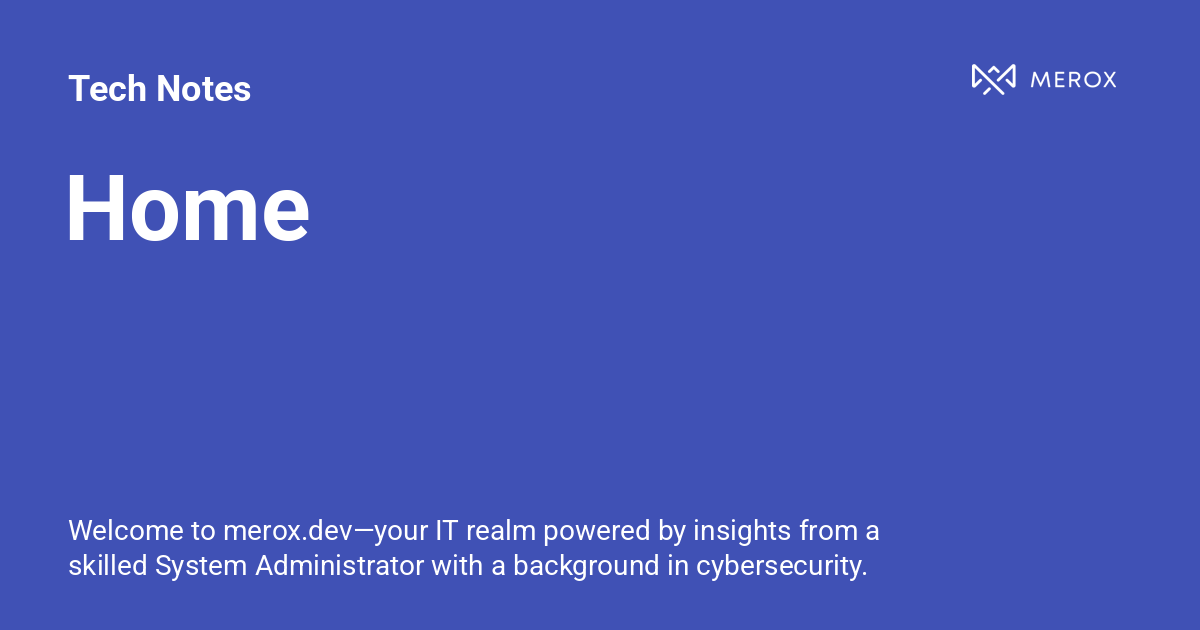 Tech Notes
MEROX
Home
Welcome to merox.dev—your IT realm powered by insights from a
skilled System Administrator with a background in cybersecurity.